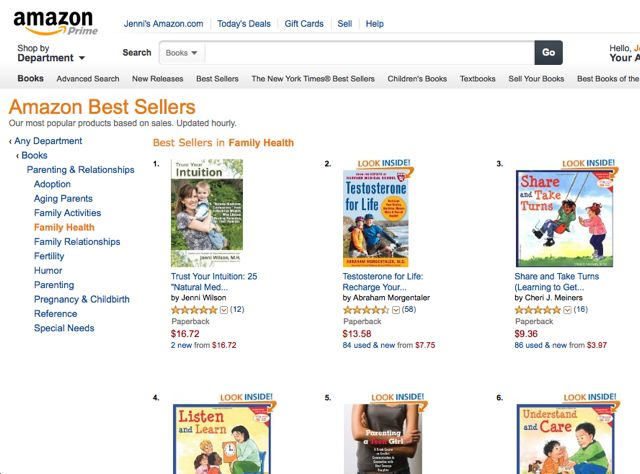 amazon
Prime
Jenni's Amazon.com
Today's Deals
Gift Cards
Sell
Help
Shop by
Department
Search
Books
Go
Hello, J
Your A
Books
Advanced Search
New Releases
Best Sellers
The New York Times® Best Sellers
Children's Books
Textbooks
Sell Your Books
Best Books of the
Amazon Best Sellers
Our most popular products based on sales. Updated hourly.
‹ Any Department
‹ Books
Parenting & Relationships
Adoption
Aging Parents
Family Activities
Family Health
Family Relationships
Fertility
Humor
Parenting
Pregnancy & Childbirth
Reference
Special Needs
Best Sellers in Family Health
1.
Trust Your
Intuition
Jenni Wilson, M.H.
Trust Your Intuition: 25
"Natural Med...
by Jenni Wilson
(12)
Paperback
$16.72
2 new from $16.72
2.
LOOK INSIDE!
HARVARD MEDICAL SCHOOL
Testosterone
for Life
ABRAHAM MORGENTALER, M.D.
Testosterone for Life:
Recharge Your...
by Abraham Morgentaler
(58)
Paperback
$13.58
84 used & new from $7.75
3.
LOOK INSIDE!
Share
and Take
Turns
Share and Take Turns
(Learning to Get...
by Cheri J. Meiners
(16)
Paperback
$9.36
86 used & new from $3.97
4.
LOOK INSIDE!
Listen
and Learn
5.
LOOK INSIDE!
Parenting
a Teen Girl
6.
LOOK INSIDE!
Understand
and Care